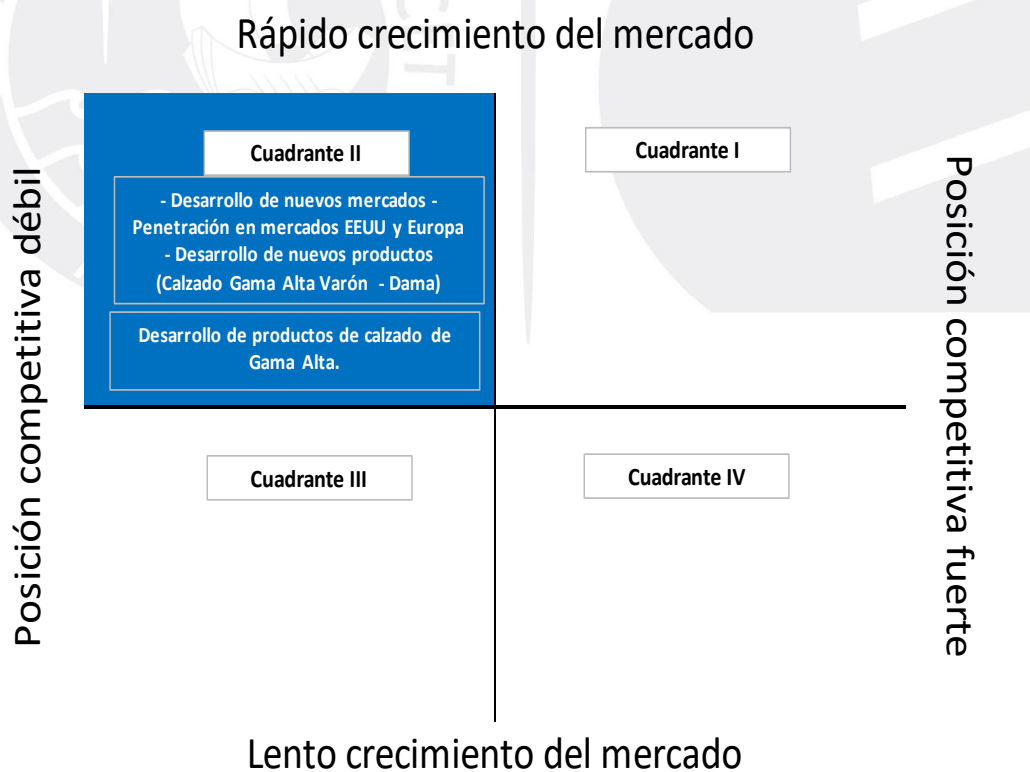 Rápido crecimiento del mercado
Posición competitiva débil
Cuadrante II
- Desarrollo de nuevos mercados -
Penetración en mercados EEUU y Europa
- Desarrollo de nuevos productos
(Calzado Gama Alta Varón - Dama)
Desarrollo de productos de calzado de
Gama Alta.
Cuadrante I
Posición competitiva fuerte
Cuadrante III
Cuadrante IV
Lento crecimiento del mercado